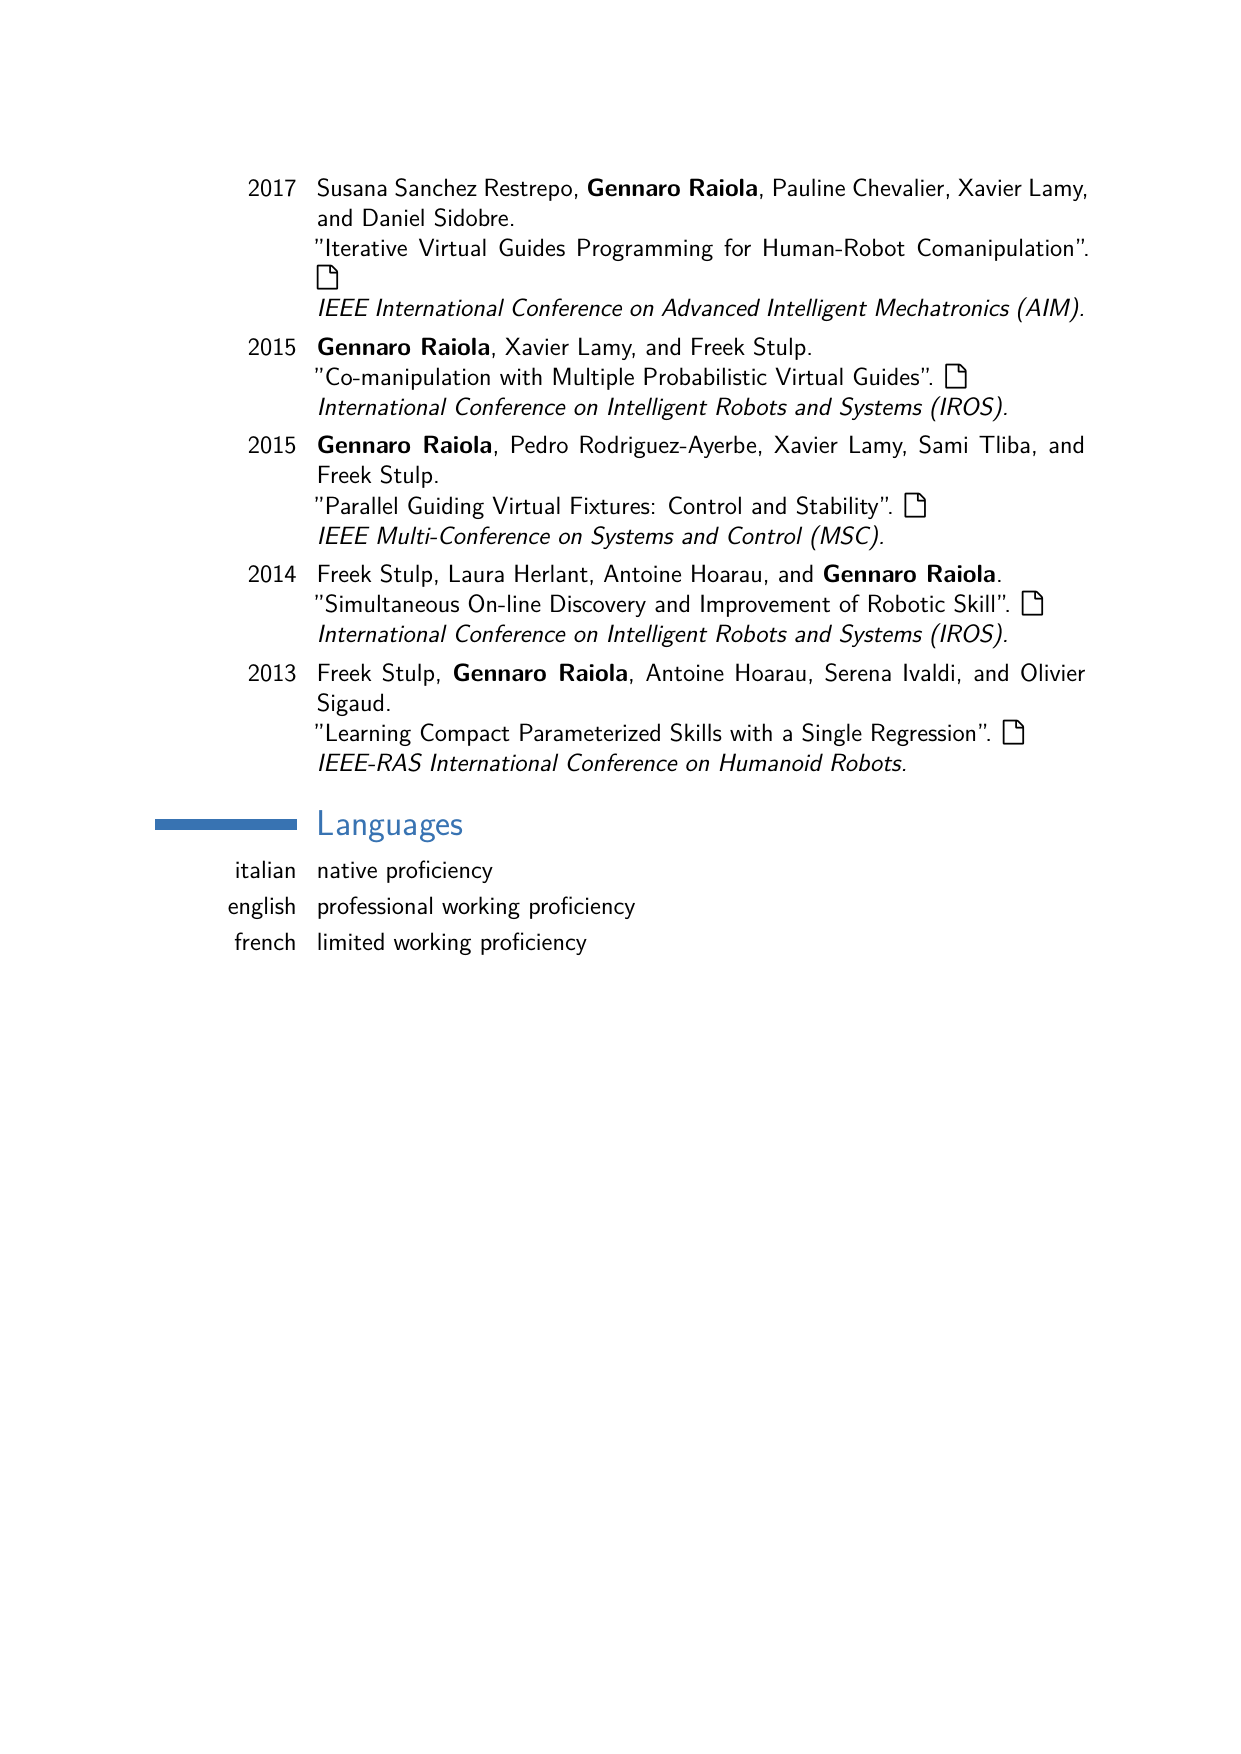 2017 Susana Sanchez Restrepo, Gennaro Raiola, Pauline Chevalier, Xavier Lamy,
and Daniel Sidobre.
"Iterative Virtual Guides Programming for Human-Robot Comanipulation".
IEEE International Conference on Advanced Intelligent Mechatronics (AIM).
2015 Gennaro Raiola, Xavier Lamy, and Freek Stulp.
"Co-manipulation with Multiple Probabilistic Virtual Guides".
International Conference on Intelligent Robots and Systems (IROS).
2015 Gennaro Raiola, Pedro Rodriguez-Ayerbe, Xavier Lamy, Sami Tliba, and
Freek Stulp.
"Parallel Guiding Virtual Fixtures: Control and Stability".
IEEE Multi-Conference on Systems and Control (MSC).
2014 Freek Stulp, Laura Herlant, Antoine Hoarau, and Gennaro Raiola.
"Simultaneous On-line Discovery and Improvement of Robotic Skill".
International Conference on Intelligent Robots and Systems (IROS).
2013 Freek Stulp, Gennaro Raiola, Antoine Hoarau, Serena Ivaldi, and Olivier
Sigaud.
"Learning Compact Parameterized Skills with a Single Regression".
IEEE-RAS International Conference on Humanoid Robots.
Languages
italian native proficiency
english professional working proficiency
french limited working proficiency